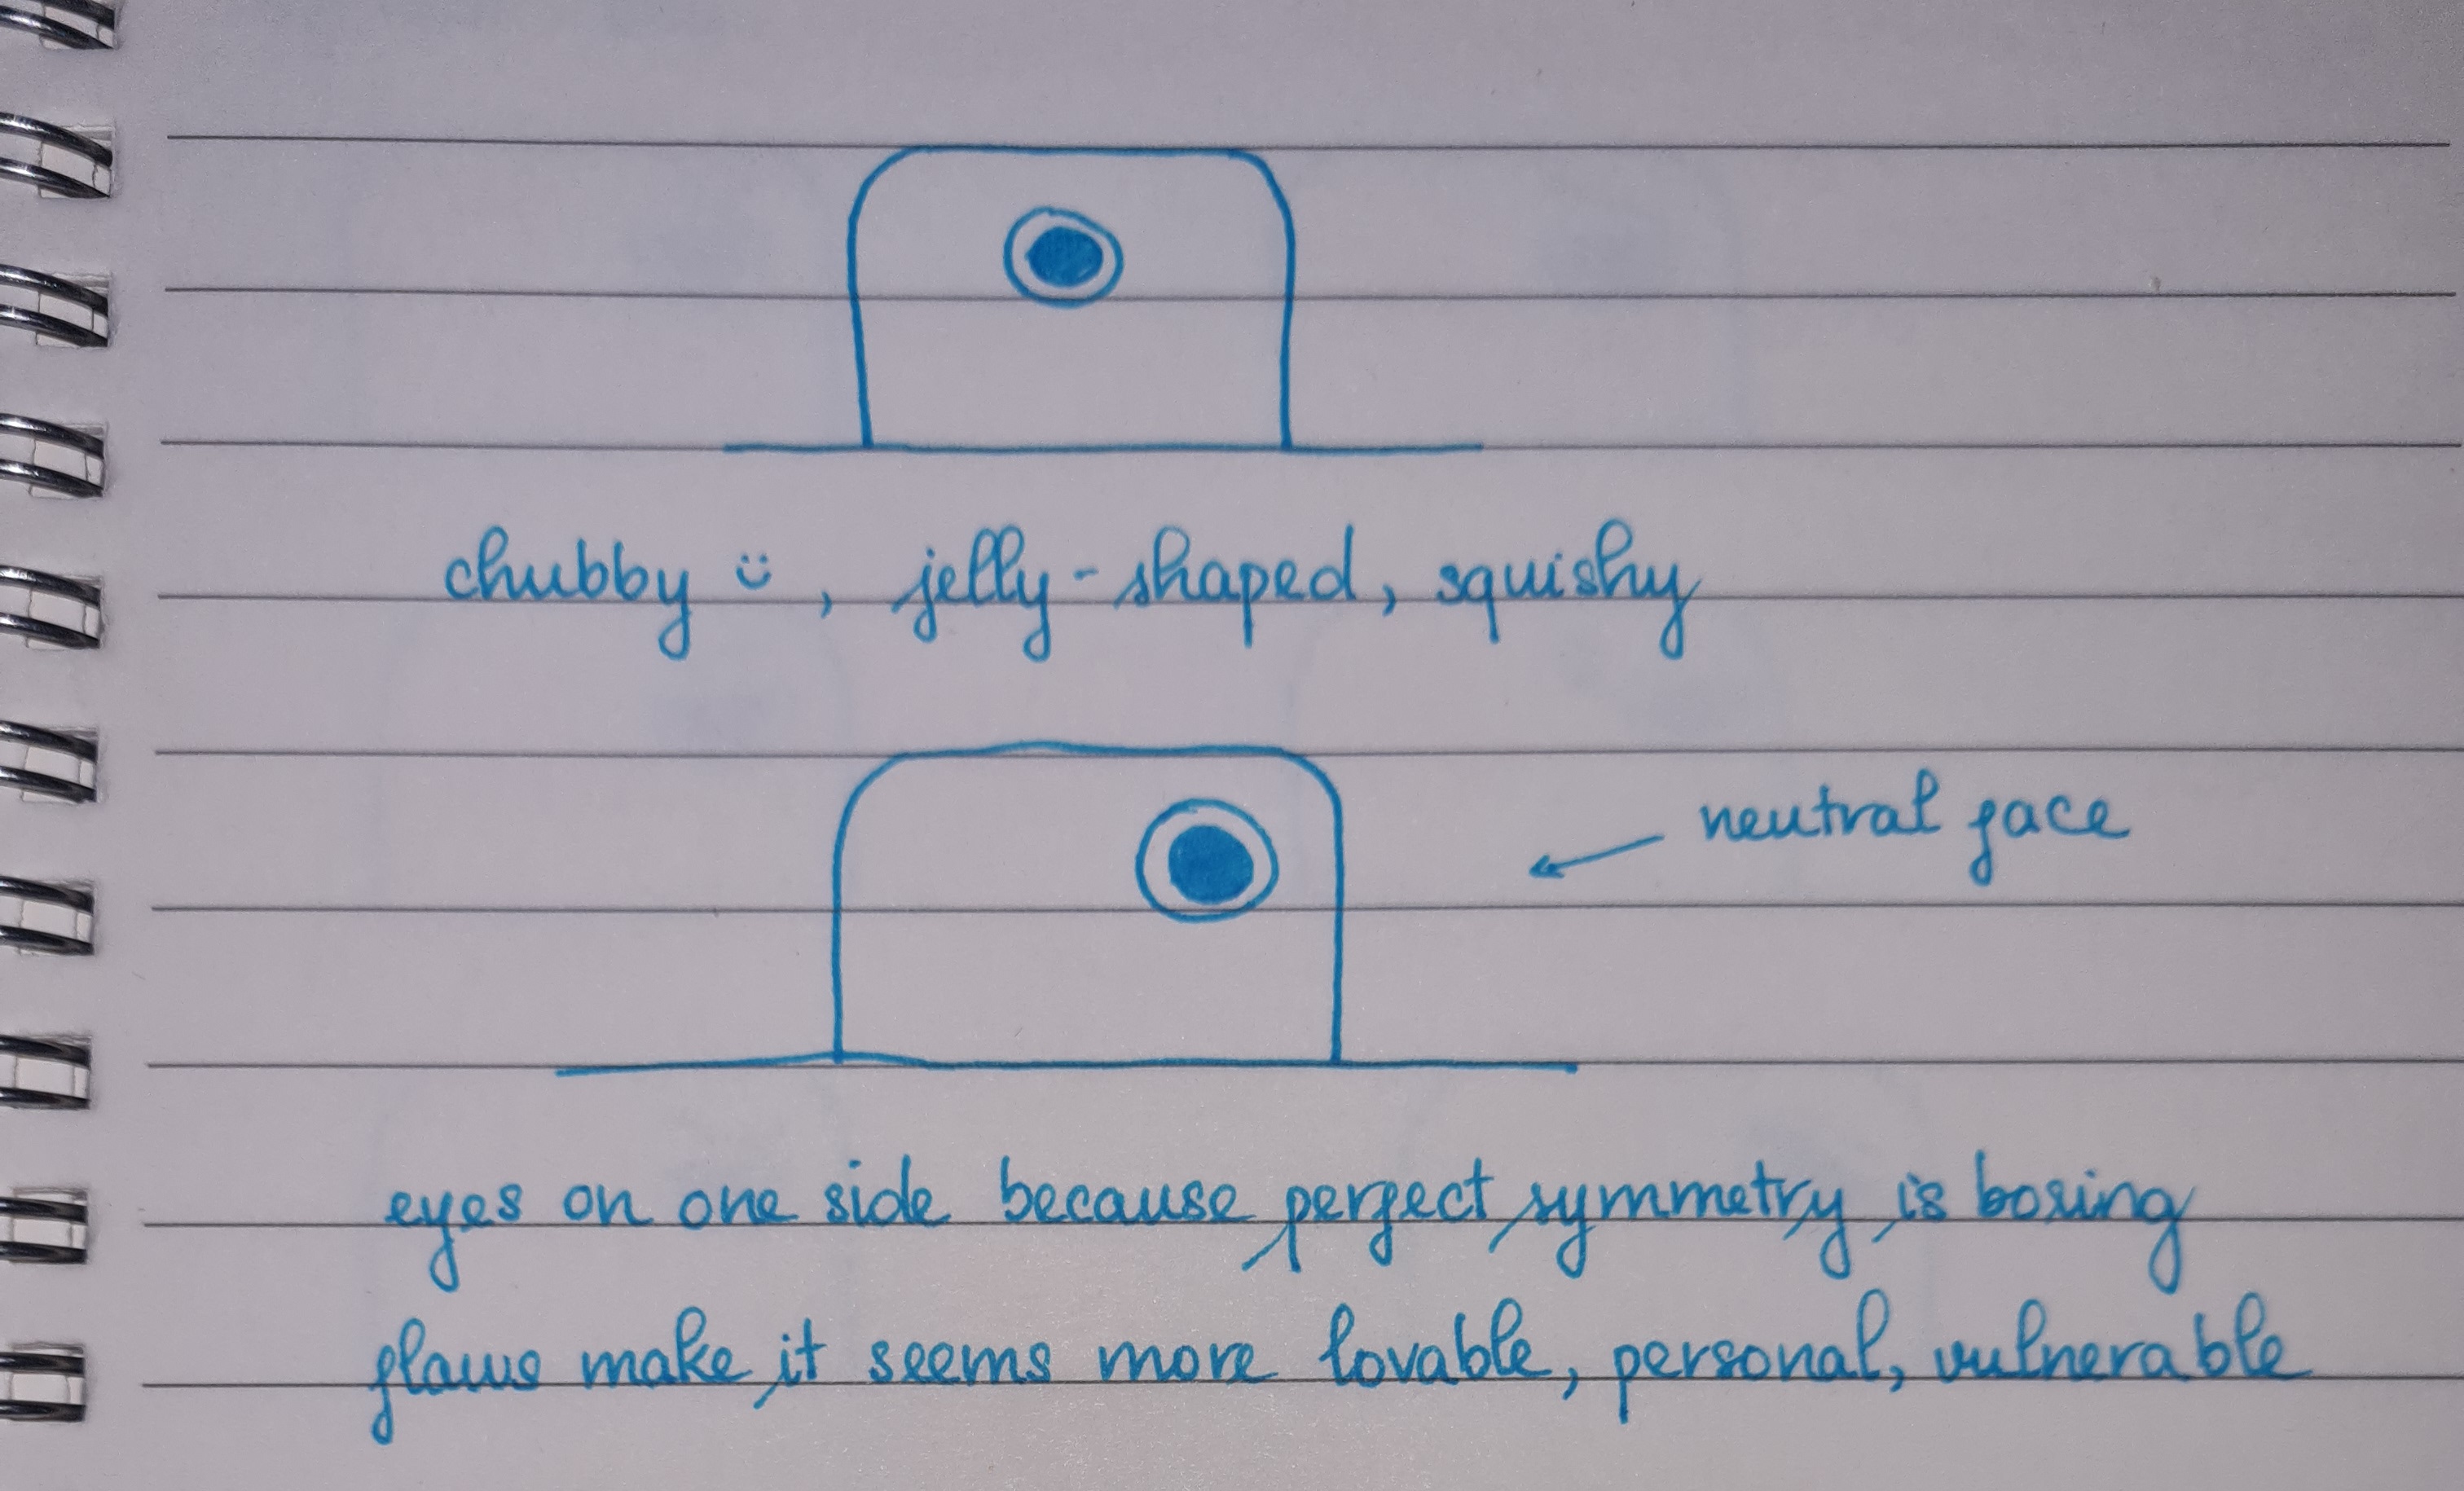 chubby ü, jelly-shaped, squishy
neutral face
eyes on one side because perfect symmetry is boring
flaws make it seems more lovable, personal, vulnerable